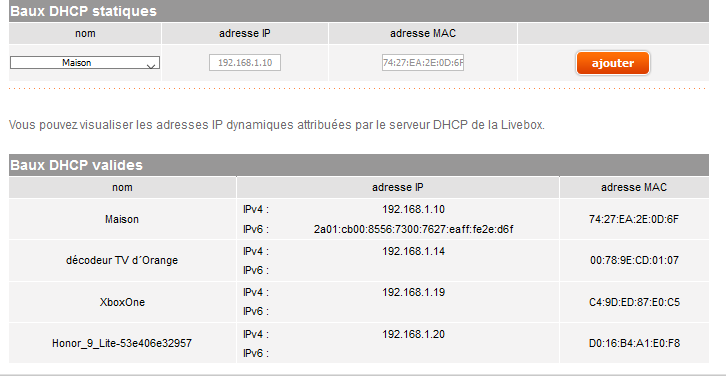 Baux DHCP statiques
nom adresse IP adresse MAC
Maison 192.168.1.10 74:27:EA:2E:0D:6F ajouter
Vous pouvez visualiser les adresses IP dynamiques attribuées par le serveur DHCP de la Livebox.
Baux DHCP valides
nom adresse IP adresse MAC
Maison IPv4 : 192.168.1.10 74:27:EA:2E:0D:6F
IPv6 : 2a01:cb00:8556:7300:7627:eaff:fe2e:d6f
décodeur TV d´Orange IPv4 : 192.168.1.14 00:78:9E:CD:01:07
IPv6 :
XboxOne IPv4 : 192.168.1.19 C4:9D:ED:87:E0:C5
IPv6 :
Honor_9_Lite-53e406e32957 IPv4 : 192.168.1.20 D0:16:B4:A1:E0:F8
IPv6 :